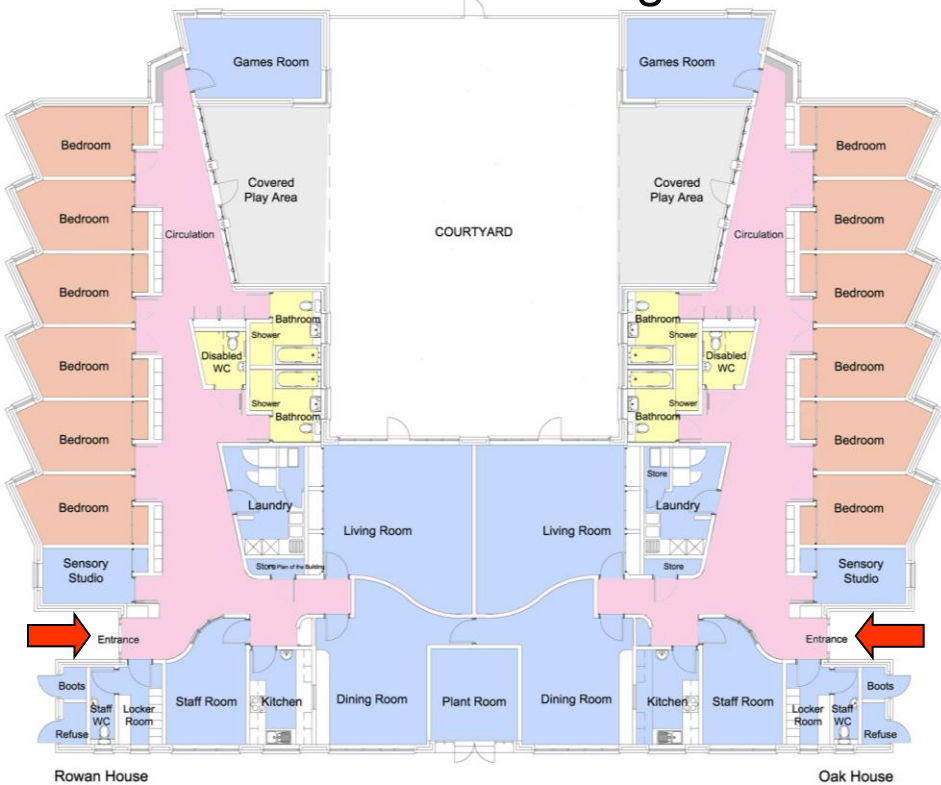 Games Room
Games Room
Bedroom
Bedroom
Covered
Play Area
Covered
Play Area
Bedroom
Bedroom
Circulation
COURTYARD
Circulation
Bedroom
Bedroom
Bathroom
Bathroom
Shower
Shower
Bedroom
Disabled
WC
Disabled
WC
Bedroom
Shower
Shower
Bathroom
Bathroom
Bedroom
Bedroom
Store
Bedroom
Laundry
Laundry
Bedroom
Living Room
Living Room
Sensory
Studio
Store
Plan of the Building
Store
Sensory
Studio
Entrance
Entrance
Boots
Boots
Staff
WC
Locker
Room
Staff Room
Kitchen
Dining Room
Plant Room
Dining Room
Kitchen
Staff Room
Locker
Room
Staff
WC
Refuse
Refuse
Rowan House
Oak House